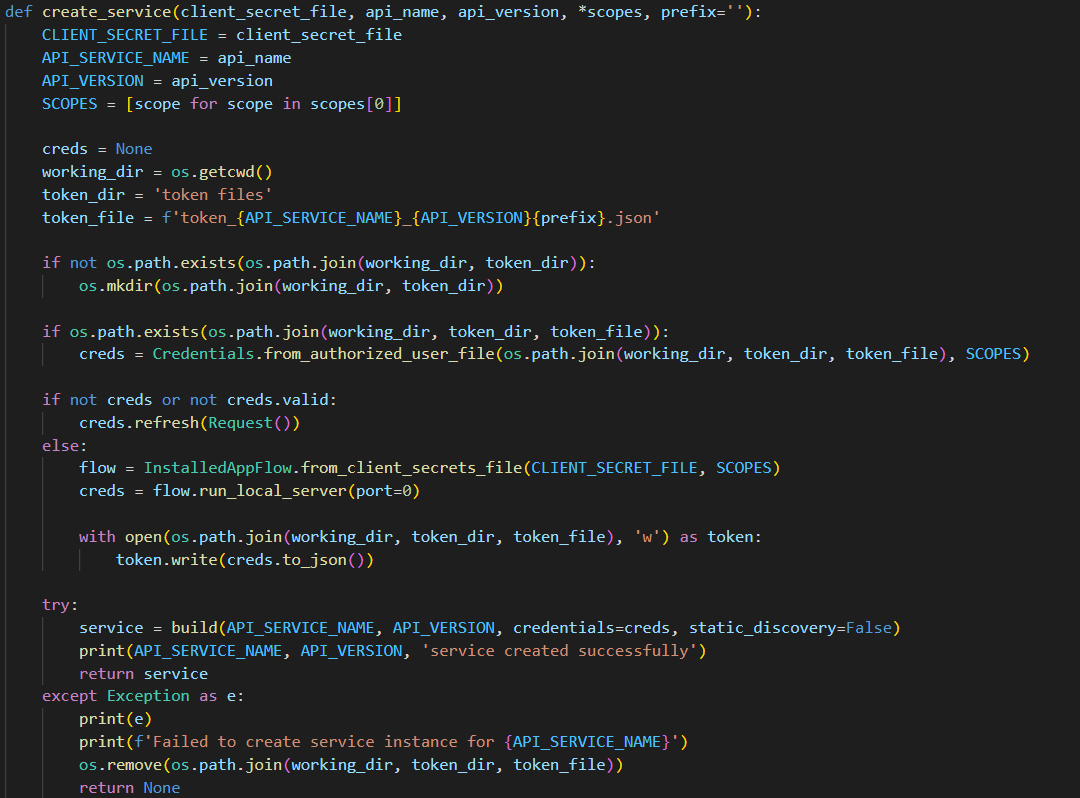 def create_service(client_secret_file, api_name, api_version, *scopes, prefix=''):
    CLIENT_SECRET_FILE = client_secret_file
    API_SERVICE_NAME = api_name
    API_VERSION = api_version
    SCOPES = [scope for scope in scopes[0]]

    creds = None
    working_dir = os.getcwd()
    token_dir = 'token files'
    token_file = f'token_{API_SERVICE_NAME}_{API_VERSION}{prefix}.json'

    if not os.path.exists(os.path.join(working_dir, token_dir)):
        os.mkdir(os.path.join(working_dir, token_dir))

    if os.path.exists(os.path.join(working_dir, token_dir, token_file)):
        creds = Credentials.from_authorized_user_file(os.path.join(working_dir, token_dir, token_file), SCOPES)

    if not creds or not creds.valid:
        creds.refresh(Request())
    else:
        flow = InstalledAppFlow.from_client_secrets_file(CLIENT_SECRET_FILE, SCOPES)
        creds = flow.run_local_server(port=0)

        with open(os.path.join(working_dir, token_dir, token_file), 'w') as token:
            token.write(creds.to_json())

    try:
        service = build(API_SERVICE_NAME, API_VERSION, credentials=creds, static_discovery=False)
        print(API_SERVICE_NAME, API_VERSION, 'service created successfully')
        return service
    except Exception as e:
        print(e)
        print(f'Failed to create service instance for {API_SERVICE_NAME}')
        os.remove(os.path.join(working_dir, token_dir, token_file))
        return None